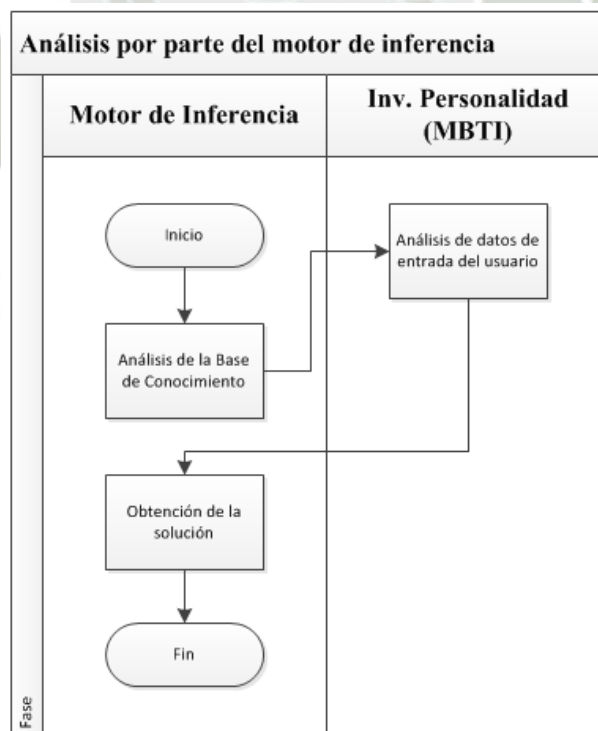 Análisis por parte del motor de inferencia
Motor de Inferencia
Inv. Personalidad
(MBTI)
Inicio
Análisis de datos de
entrada del usuario
Análisis de la Base
de Conocimiento
Obtención de la
solución
Fin
Fase